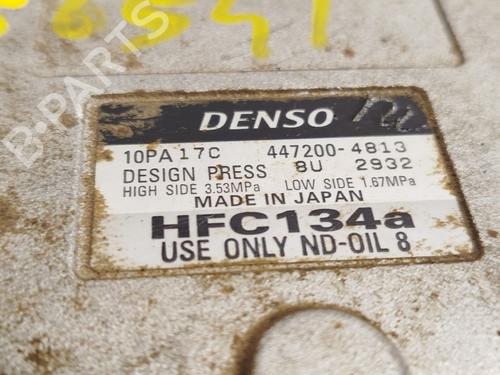 DENSO
10PA17C 447200-4813
DESIGN PRESS 8U 2932
HIGH SIDE 3.53MPa LOW SIDE 1.67MPa
MADE IN JAPAN
HFC134a
USE ONLY ND-OIL 8
B-PARTS